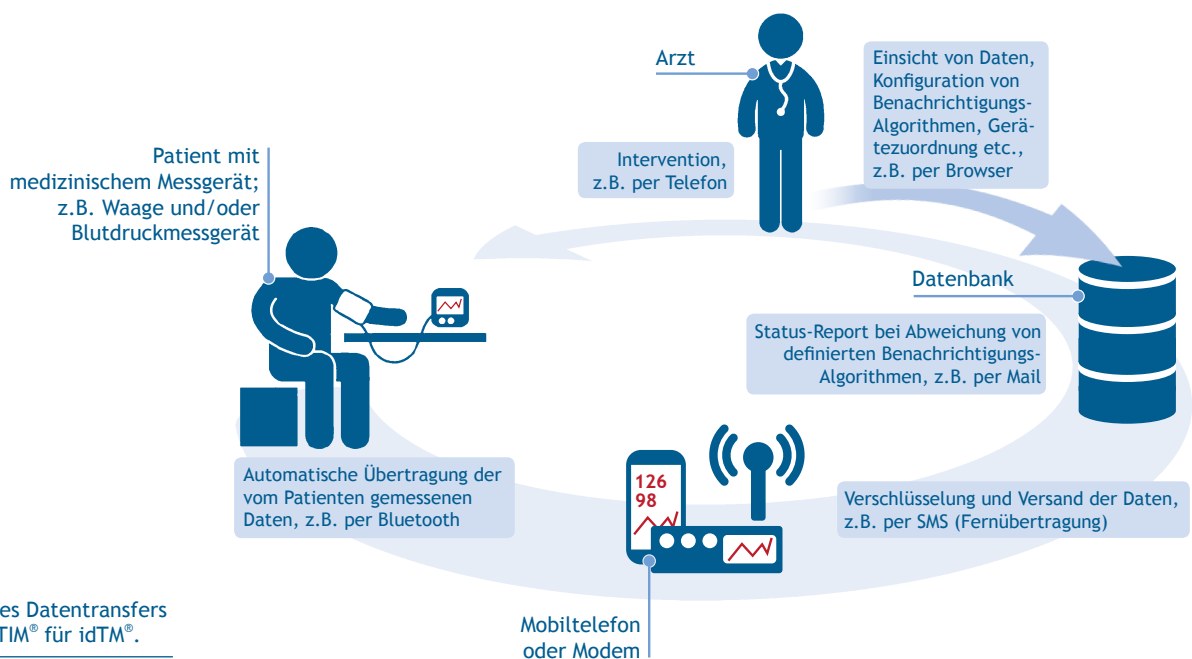 Arzt
Einsicht von Daten,
Konfiguration von
Benachrichtigungs-
Algorithmen, Gerä-
tezuordnung etc.,
z.B. per Browser
Intervention,
z.B. per Telefon
Patient mit
medizinischem Messgerät;
z.B. Waage und/oder
Blutdruckmessgerät
Datenbank
Status-Report bei Abweichung von
definierten Benachrichtigungs-
Algorithmen, z.B. per Mail
Automatische Übertragung der
vom Patienten gemessenen
Daten, z.B. per Bluetooth
126
98
Verschlüsselung und Versand der Daten,
z.B. per SMS (Fernübertragung)
Mobiltelefon
oder Modem
es Datentransfers
TIM® für idTM®.